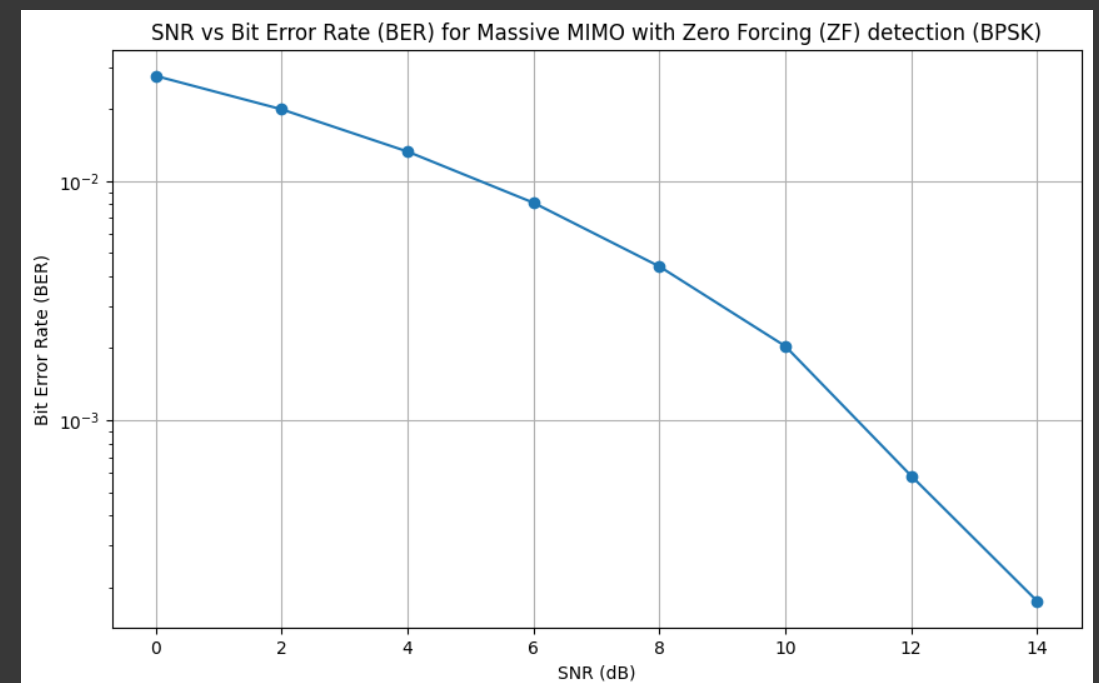 SNR vs Bit Error Rate (BER) for Massive MIMO with Zero Forcing (ZF) detection (BPSK)
Bit Error Rate (BER)
10⁻²
10⁻³
0 2 4 6 8 10 12 14
SNR (dB)